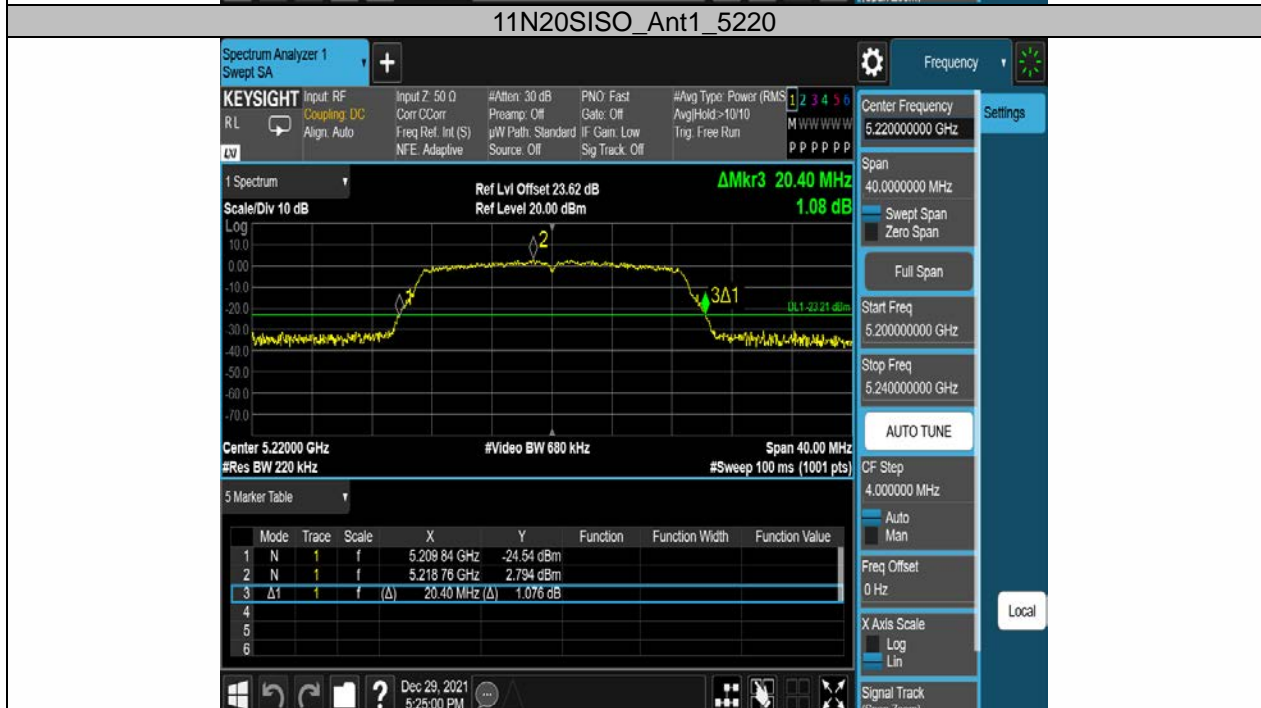 11N20SISO_Ant1_5220
Spectrum Analyzer 1
Swept SA
+
Frequency
KEYSIGHT
RL
LXI
Input: RF
Coupling: DC
Align: Auto
Input Z: 50 Ω
Corr CCorr
Freq Ref: Int (S)
NFE: Adaptive
#Atten: 30 dB
Preamp: Off
µW Path: Standard
Source: Off
PNO: Fast
Gate: Off
IF Gain: Low
Sig Track: Off
#Avg Type: Power (RMS
Avg|Hold:>10/10
Trig: Free Run
1 2 3 4 5 6
M W W W W W
P P P P P P
1 Spectrum
Scale/Div 10 dB
Ref Lvl Offset 23.62 dB
Ref Level 20.00 dBm
ΔMkr3 20.40 MHz
1.08 dB
Log
10.0
0.00
-10.0
-20.0
-30.0
-40.0
-50.0
-60.0
-70.0
2
3Δ1
DL1 -23.21 dBm
Center 5.22000 GHz
#Video BW 680 kHz
Span 40.00 MHz
#Res BW 220 kHz
#Sweep 100 ms (1001 pts)
5 Marker Table
Mode Trace Scale X Y Function Function Width Function Value
1 N 1 f 5.209 84 GHz -24.54 dBm
2 N 1 f 5.218 76 GHz 2.794 dBm
3 Δ1 1 f (Δ) 20.40 MHz (Δ) 1.076 dB
4
5
6
Dec 29, 2021
5:25:00 PM
Center Frequency
5.220000000 GHz
Settings
Span
40.0000000 MHz
Swept Span
Zero Span
Full Span
Start Freq
5.200000000 GHz
Stop Freq
5.240000000 GHz
AUTO TUNE
CF Step
4.000000 MHz
Auto
Man
Freq Offset
0 Hz
Local
X Axis Scale
Log
Lin
Signal Track